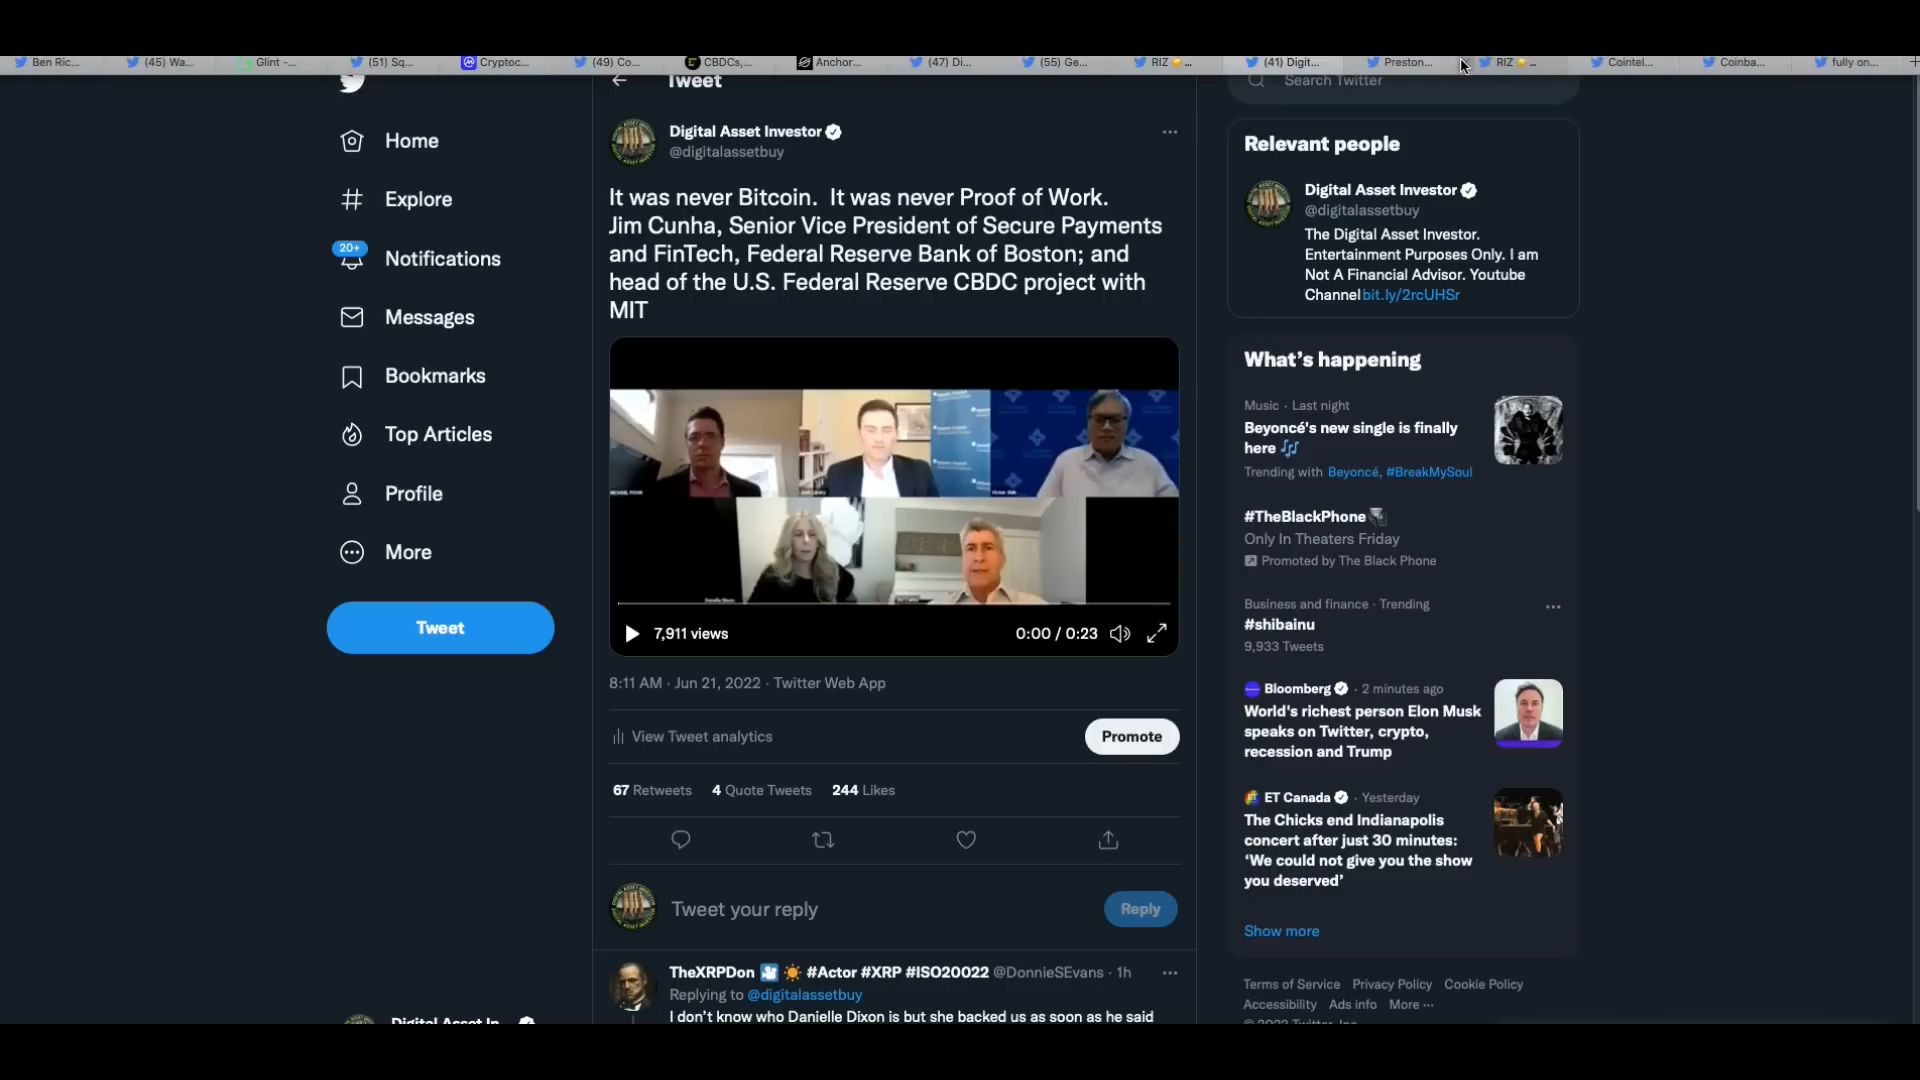 Ben Ric...
(45) Wa...
Glint -...
(51) Sq...
Cryptoc...
(49) Co...
CBDCs,...
Anchor...
(47) Di...
(55) Ge...
RIZ
(41) Digit...
Preston...
RIZ
Cointel...
Coinba...
fully on...
Home
Explore
20+
Notifications
Messages
Bookmarks
Top Articles
Profile
More
Tweet
Tweet
Digital Asset Investor
@digitalassetbuy
It was never Bitcoin. It was never Proof of Work.
Jim Cunha, Senior Vice President of Secure Payments
and FinTech, Federal Reserve Bank of Boston; and
head of the U.S. Federal Reserve CBDC project with
MIT
7,911 views
0:00 / 0:23
8:11 AM · Jun 21, 2022 · Twitter Web App
View Tweet analytics
Promote
67 Retweets 4 Quote Tweets 244 Likes
Tweet your reply
Reply
TheXRPDon #Actor #XRP #ISO20022 @DonnieSEvans · 1h
Replying to @digitalassetbuy
I don't know who Danielle Dixon is but she backed us as soon as he said
Search Twitter
Relevant people
Digital Asset Investor
@digitalassetbuy
The Digital Asset Investor.
Entertainment Purposes Only. I am
Not A Financial Advisor. Youtube
Channel bit.ly/2rcUHSr
What's happening
Music · Last night
Beyoncé's new single is finally
here
Trending with Beyoncé, #BreakMySoul
#TheBlackPhone
Only In Theaters Friday
Promoted by The Black Phone
Business and finance · Trending
#shibainu
9,933 Tweets
Bloomberg · 2 minutes ago
World's richest person Elon Musk
speaks on Twitter, crypto,
recession and Trump
ET Canada · Yesterday
The Chicks end Indianapolis
concert after just 30 minutes:
'We could not give you the show
you deserved'
Show more
Terms of Service Privacy Policy Cookie Policy
Accessibility Ads info More ...
© 2022 Twitter, Inc.
Digital Asset In